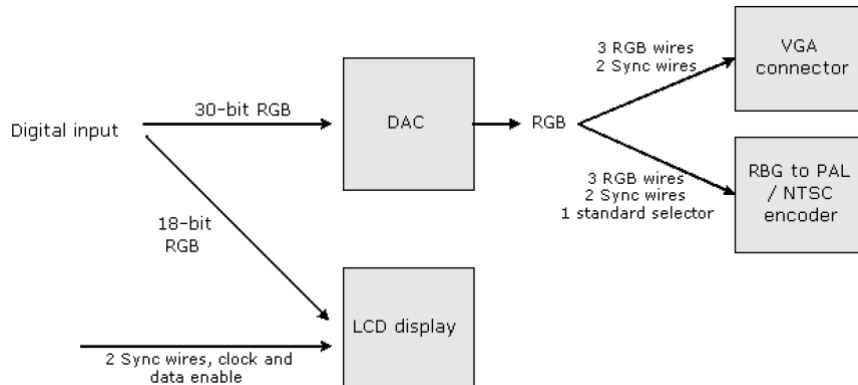 3 RGB wires
2 Sync wires
VGA
connector
30-bit RGB
Digital input
DAC
RGB
3 RGB wires
2 Sync wires
1 standard selector
RBG to PAL
/ NTSC
encoder
18-bit
RGB
LCD display
2 Sync wires, clock and
data enable